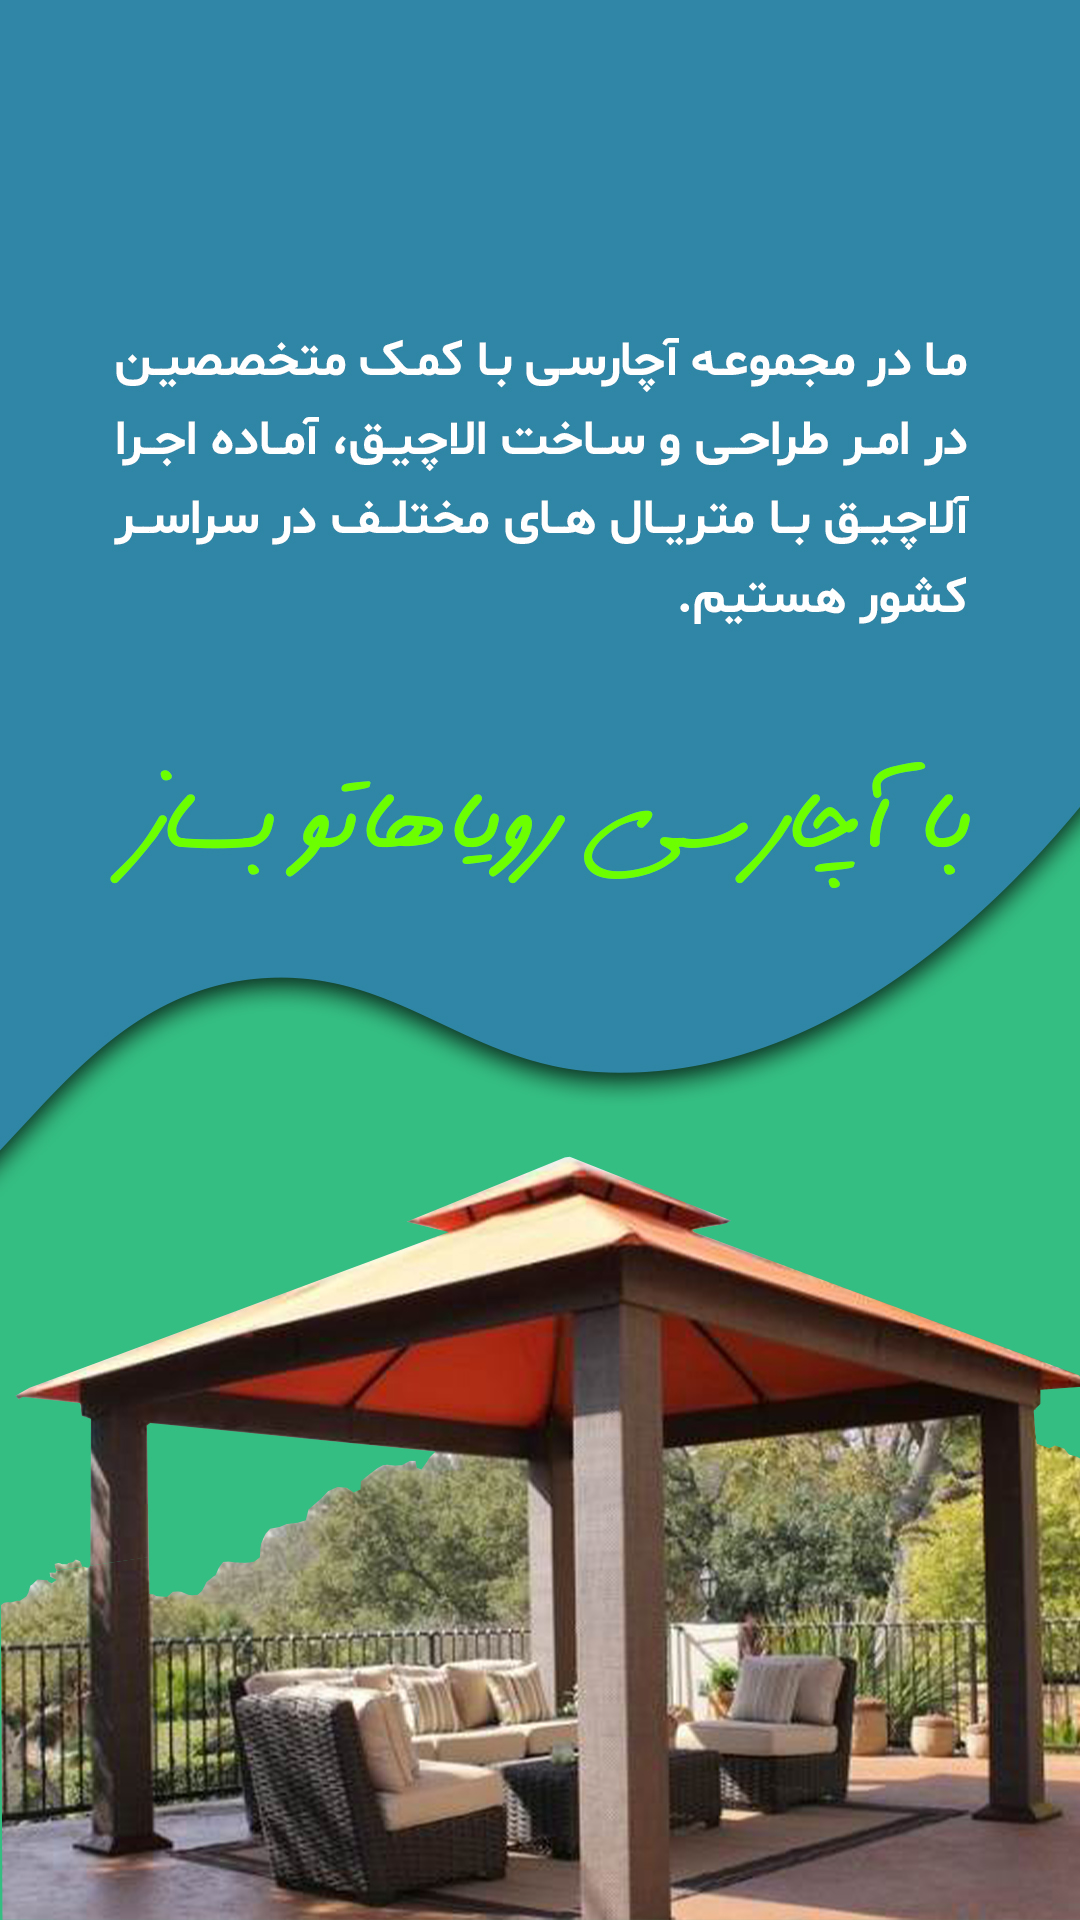 ما در مجموعه آچارسی با کمک متخصصین
در امر طراحی و ساخت الاچیق، آماده اجرا
آلاچیق با متریال های مختلف در سراسر
کشور هستیم.
با آچارسی رویاهاتو بساز